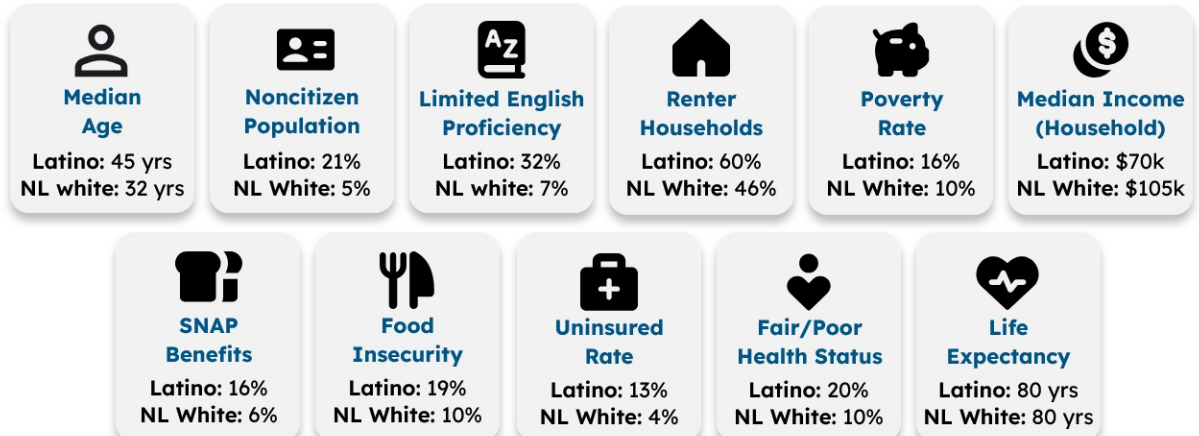 A Z
Median
Age
Latino: 45 yrs
NL white: 32 yrs
Noncitizen
Population
Latino: 21%
NL White: 5%
Limited English
Proficiency
Latino: 32%
NL white: 7%
Renter
Households
Latino: 60%
NL White: 46%
Poverty
Rate
Latino: 16%
NL White: 10%
$
Median Income
(Household)
Latino: $70k
NL White: $105k
SNAP
Benefits
Latino: 16%
NL White: 6%
Food
Insecurity
Latino: 19%
NL White: 10%
Uninsured
Rate
Latino: 13%
NL White: 4%
Fair/Poor
Health Status
Latino: 20%
NL White: 10%
Life
Expectancy
Latino: 80 yrs
NL White: 80 yrs